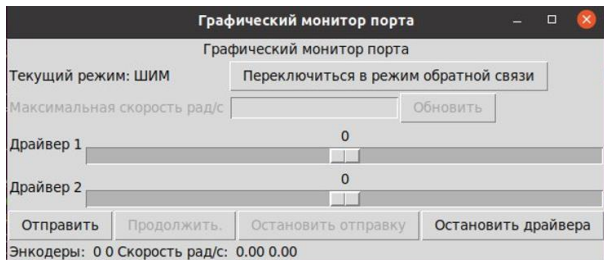 Графический монитор порта
Графический монитор порта
Текущий режим: ШИМ Переключиться в режим обратной связи
Максимальная скорость рад/с Обновить
0
Драйвер 1
0
Драйвер 2
Отправить Продолжить. Остановить отправку Остановить драйвера
Энкодеры: 0 0 Скорость рад/с: 0.00 0.00